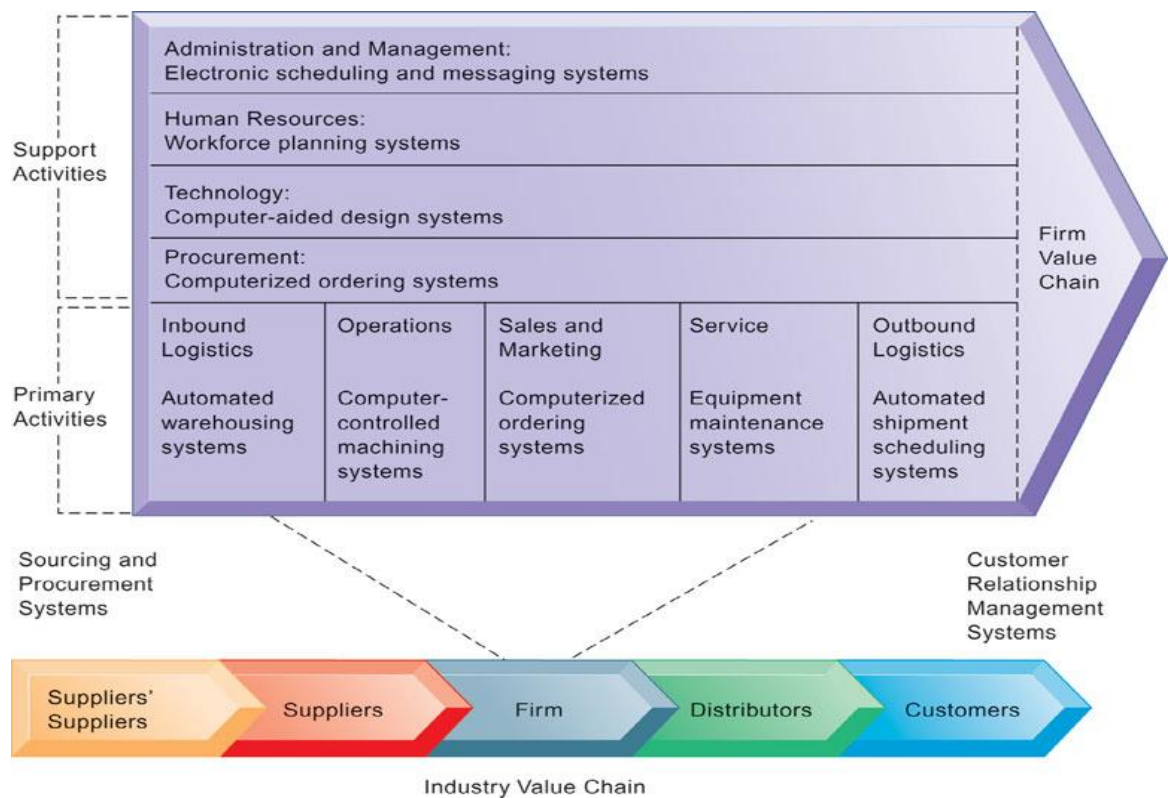 Administration and Management:
Electronic scheduling and messaging systems
Human Resources:
Workforce planning systems
Support
Activities
Technology:
Computer-aided design systems
Procurement:
Computerized ordering systems
Firm
Value
Chain
Primary
Activities
Inbound
Logistics
Automated
warehousing
systems
Operations
Computer-
controlled
machining
systems
Sales and
Marketing
Computerized
ordering
systems
Service
Equipment
maintenance
systems
Outbound
Logistics
Automated
shipment
scheduling
systems
Sourcing and
Procurement
Systems
Customer
Relationship
Management
Systems
Suppliers'
Suppliers
Suppliers
Firm
Distributors
Customers
Industry Value Chain